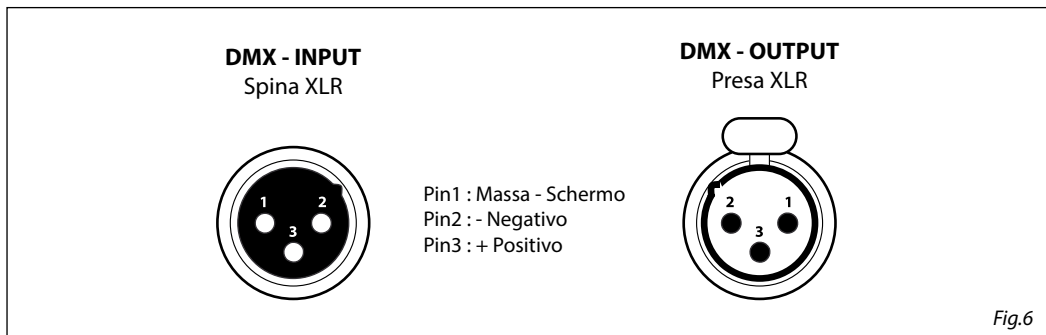 DMX - INPUT
Spina XLR
DMX - OUTPUT
Presa XLR
1 2
3
Pin1 : Massa - Schermo
Pin2 : - Negativo
Pin3 : + Positivo
2 1
3
Fig.6